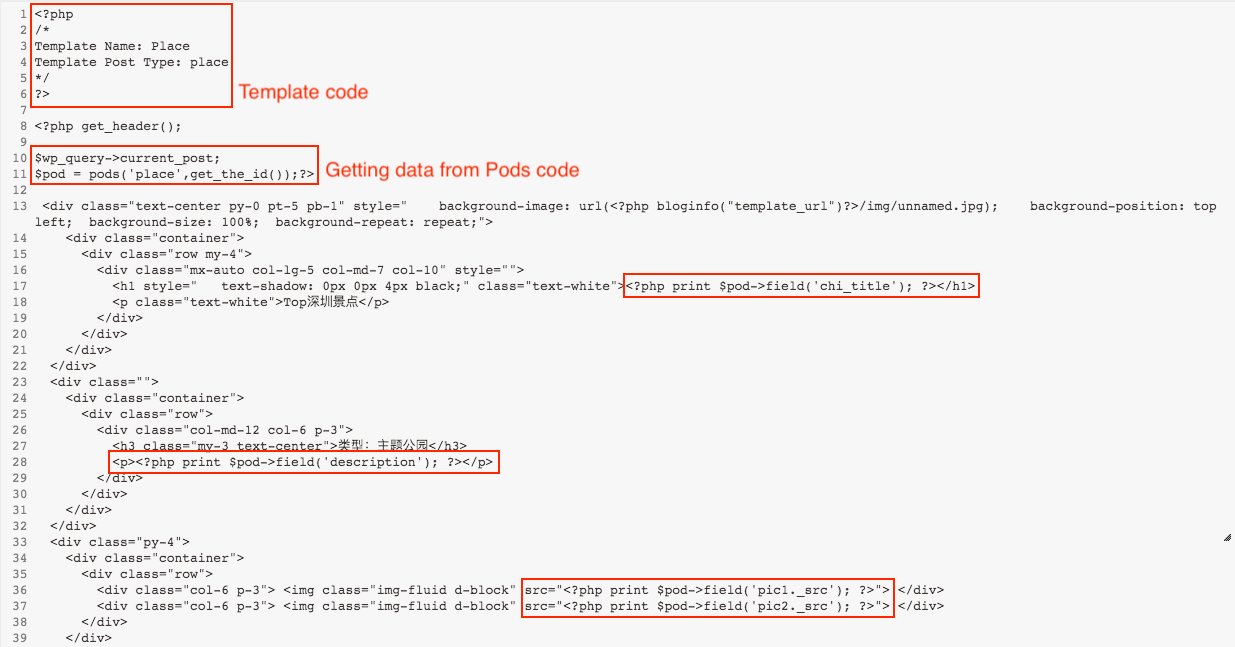 1 <?php
2 /*
3 Template Name: Place
4 Template Post Type: place
5 */
6 ?>
Template code
7
8 <?php get_header();
9
10 $wp_query->current_post;
11 $pod = pods('place',get_the_id());?>
Getting data from Pods code
12
13 <div class="text-center py-0 pt-5 pb-1" style="    background-image: url(<?php bloginfo("template_url")?>/img/unnamed.jpg);    background-position: top
left;  background-size: 100%;  background-repeat: repeat;">
14     <div class="container">
15       <div class="row my-4">
16         <div class="mx-auto col-lg-5 col-md-7 col-10" style="">
17           <h1 style="   text-shadow: 0px 0px 4px black;" class="text-white"><?php print $pod->field('chi_title'); ?></h1>
18           <p class="text-white">Top深圳景点</p>
19         </div>
20       </div>
21     </div>
22   </div>
23   <div class="">
24     <div class="container">
25       <div class="row">
26         <div class="col-md-12 col-6 p-3">
27           <h3 class="my-3 text-center">类型：主题公园</h3>
28           <p><?php print $pod->field('description'); ?></p>
29         </div>
30       </div>
31     </div>
32   </div>
33   <div class="py-4">
34     <div class="container">
35       <div class="row">
36         <div class="col-6 p-3"> <img class="img-fluid d-block" src="<?php print $pod->field('pic1._src'); ?>"> </div>
37         <div class="col-6 p-3"> <img class="img-fluid d-block" src="<?php print $pod->field('pic2._src'); ?>"> </div>
38       </div>
39     </div>